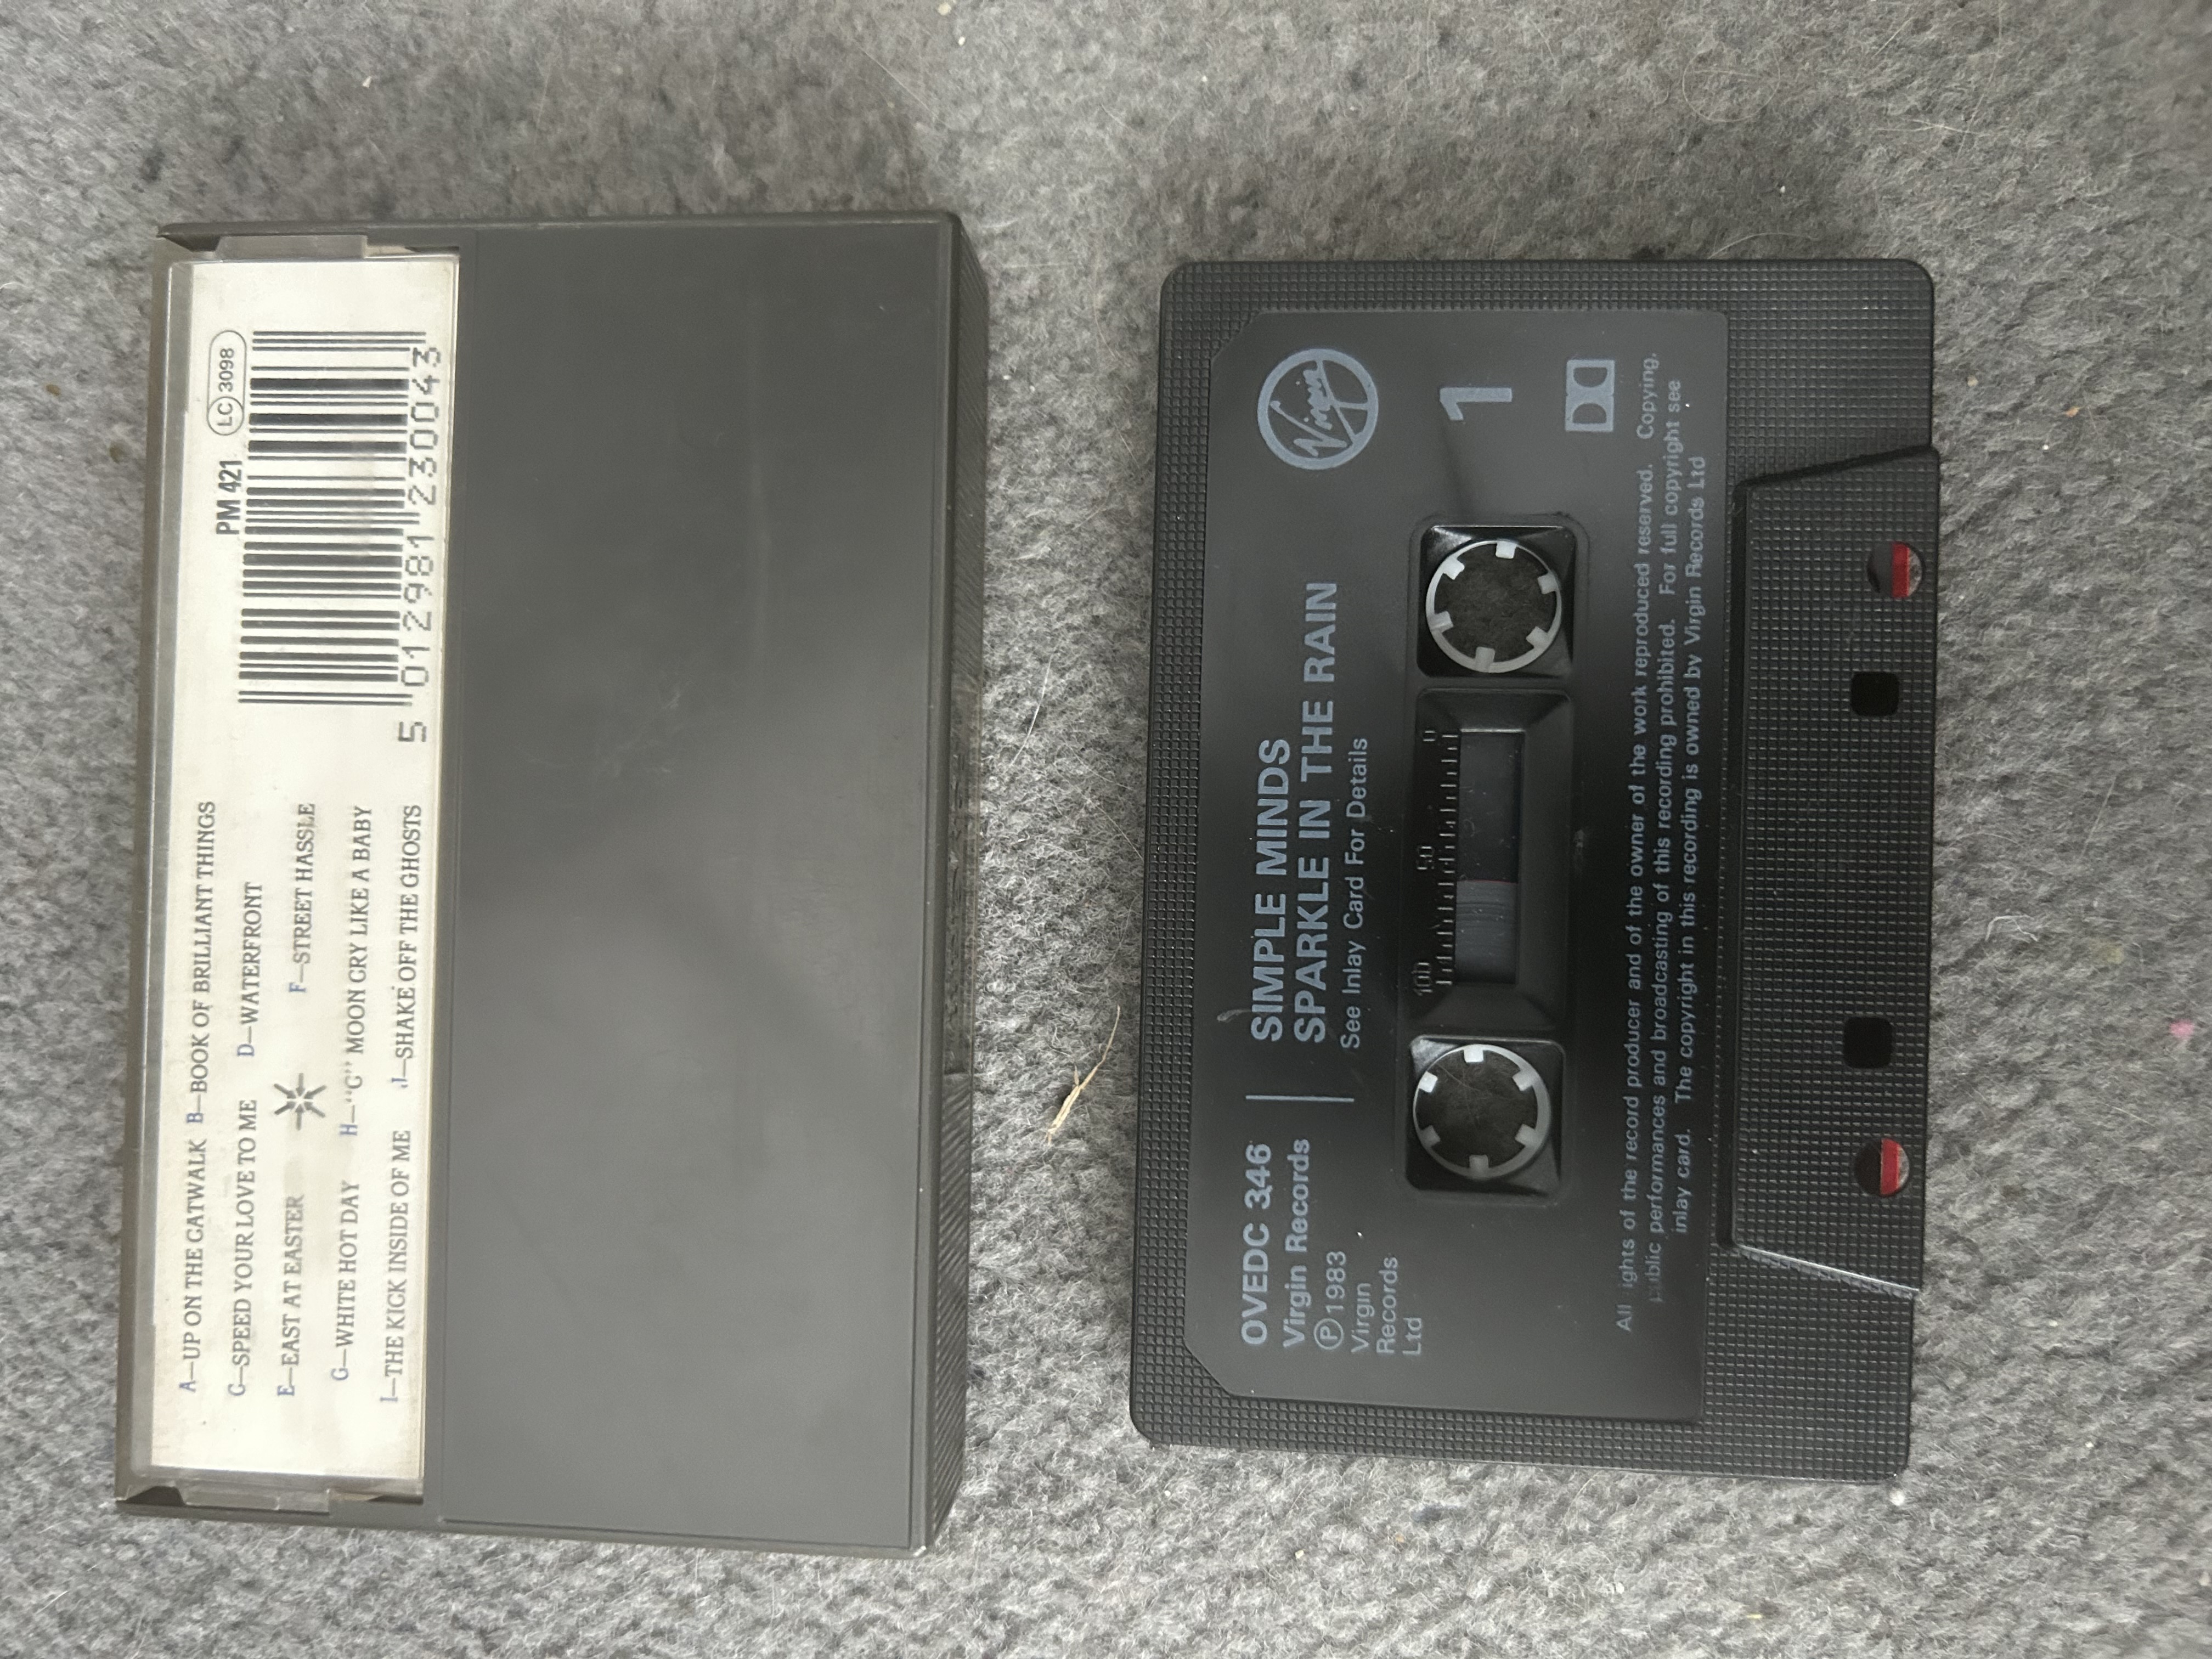 A—UP ON THE CATWALK B—BOOK OF BRILLIANT THINGS
C—SPEED YOUR LOVE TO ME D—WATERFRONT
E—EAST AT EASTER F—STREET HASSLE
G—WHITE HOT DAY H—"C" MOON CRY LIKE A BABY
I—THE KICK INSIDE OF ME J—SHAKE OFF THE GHOSTS
PM 421 LC 3098
5 012981 230043
OVEDC 346
Virgin Records
Ⓟ1983
Virgin
Records
Ltd
SIMPLE MINDS
SPARKLE IN THE RAIN
See Inlay Card For Details
Virgin
1
100 50 0
All ights of the record producer and of the owner of the work reproduced reserved. Copying,
public performances and broadcasting of this recording prohibited. For full copyright see
inlay card. The copyright in this recording is owned by Virgin Records Ltd